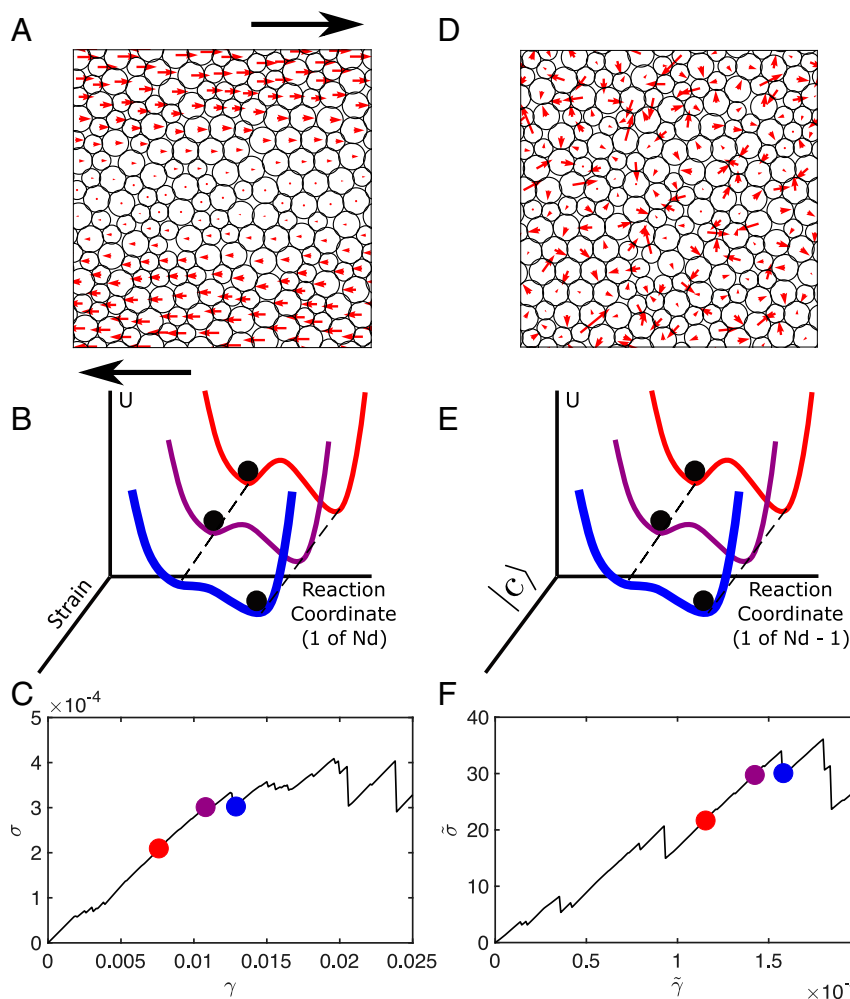 A
D
B
U
Strain
Reaction
Coordinate
(1 of Nd)
E
U
|c⟩
Reaction
Coordinate
(1 of Nd - 1)
C
×10⁻⁴
5
4
3
2
1
0
σ
0
0.005
0.01
0.015
0.02
0.025
γ
F
40
30
20
10
0
σ̃
0
0.5
1
1.5
γ̃